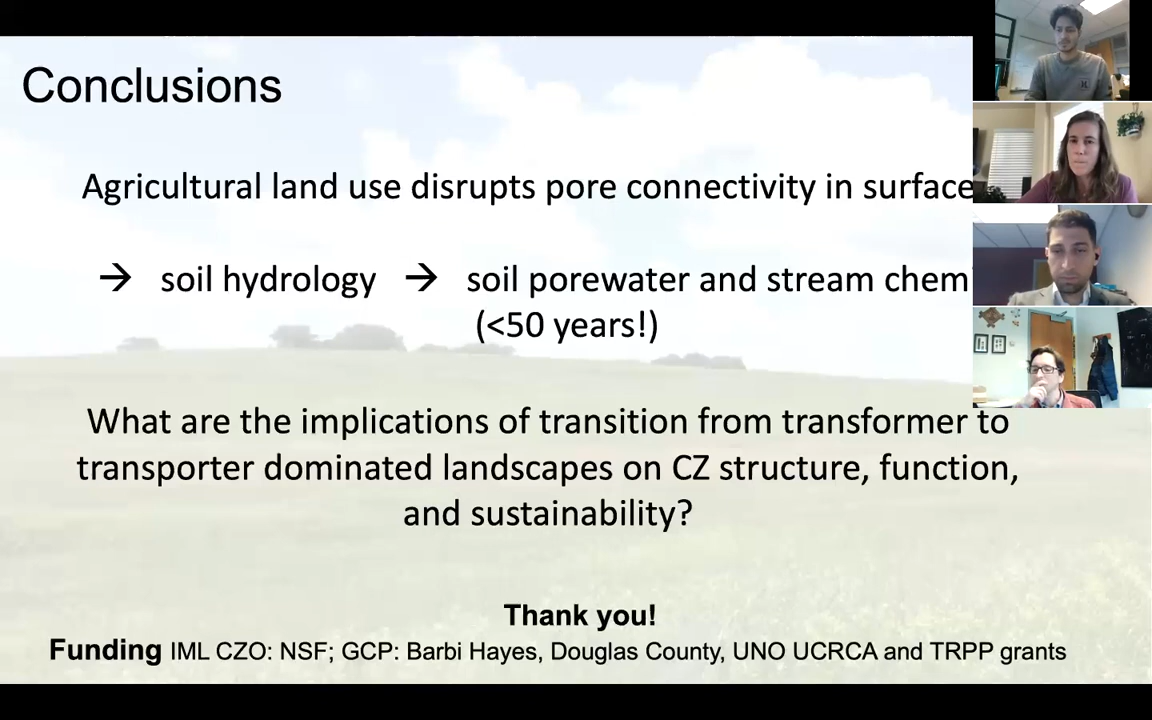 Conclusions
Agricultural land use disrupts pore connectivity in surface
→ soil hydrology → soil porewater and stream chem
(<50 years!)
What are the implications of transition from transformer to
transporter dominated landscapes on CZ structure, function,
and sustainability?
Thank you!
Funding IML CZO: NSF; GCP: Barbi Hayes, Douglas County, UNO UCRCA and TRPP grants